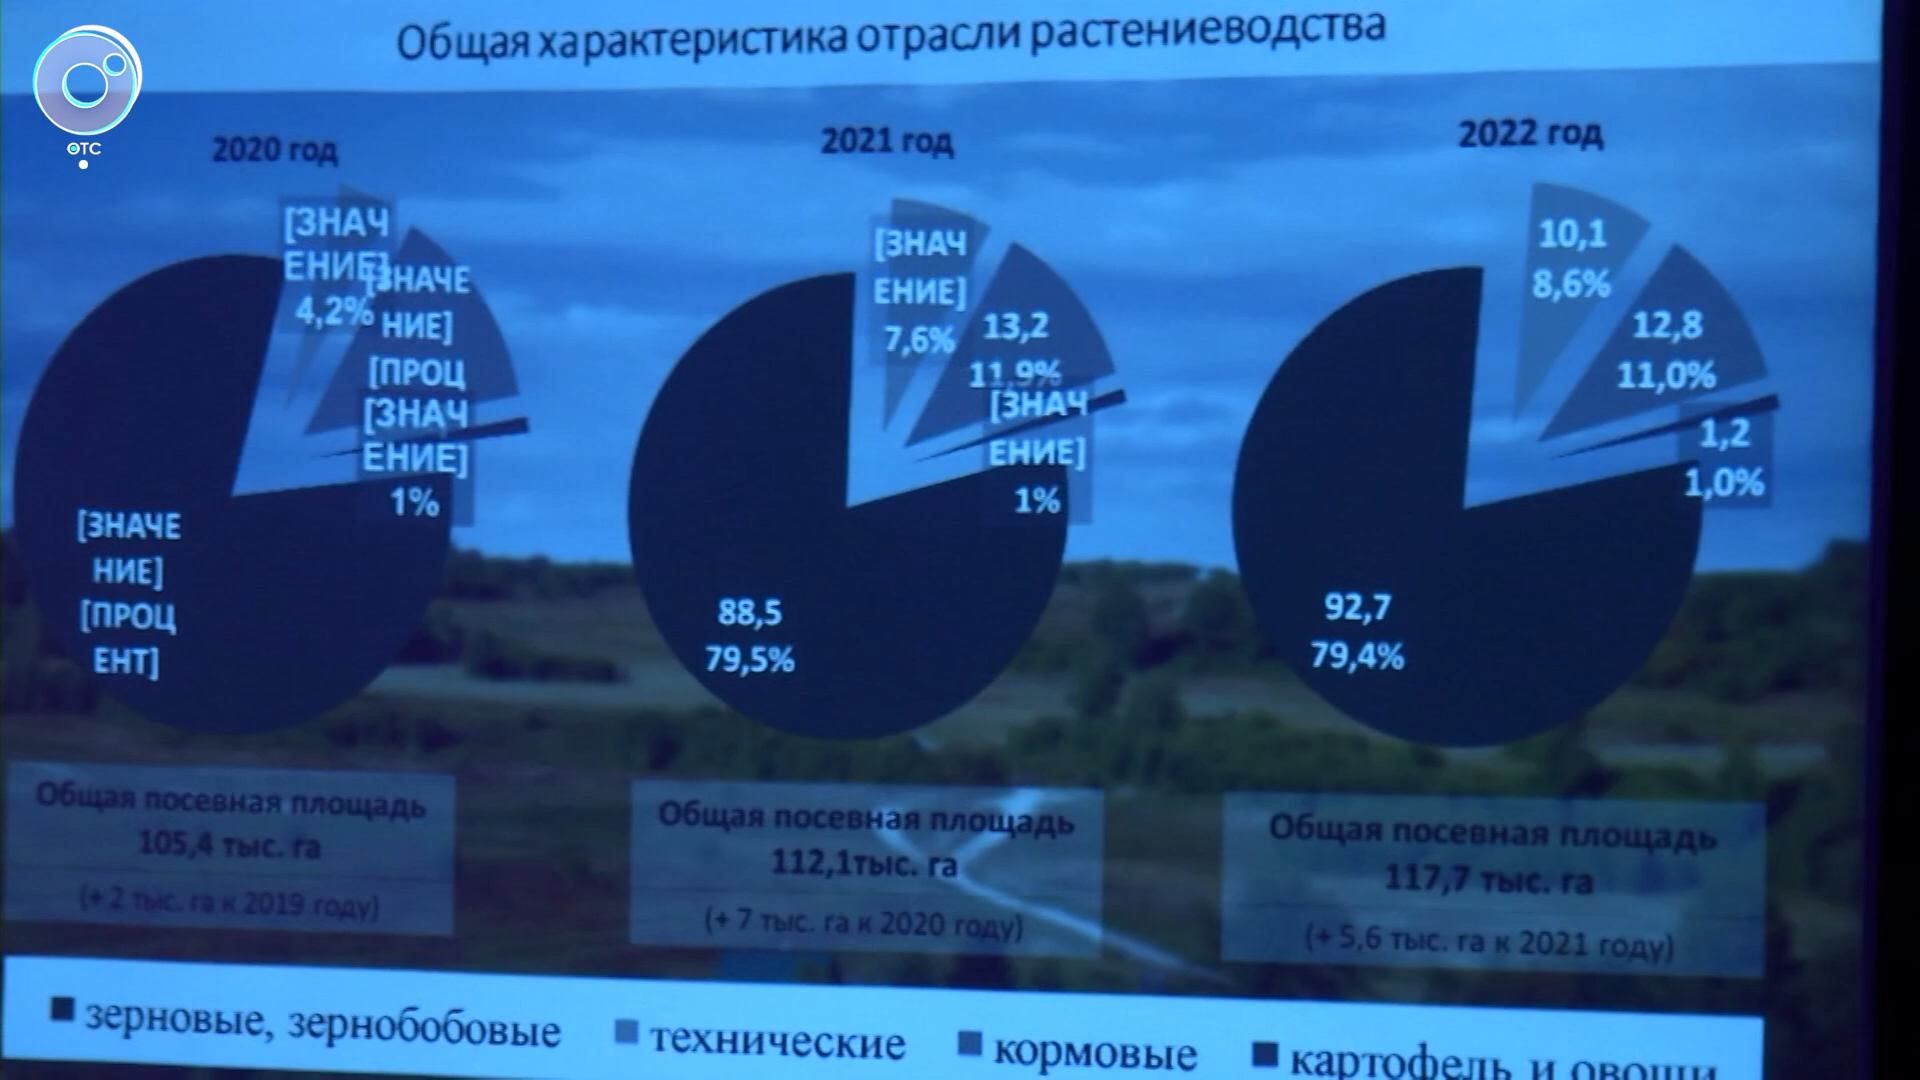 Общая характеристика отрасли растениеводства
ОТС
2020 год
[ЗНАЧ
ЕНИЕ]
4,2%
[ЗНАЧЕ
НИЕ]
[ПРОЦ
[ЗНАЧ
ЕНИЕ]
1%
[ЗНАЧЕ
НИЕ]
[ПРОЦ
ЕНТ]
2021 год
[ЗНАЧ
ЕНИЕ]
7,6%
13,2
11,9%
[ЗНАЧ
ЕНИЕ]
1%
88,5
79,5%
2022 год
10,1
8,6%
12,8
11,0%
1,2
1,0%
92,7
79,4%
Общая посевная площадь
105,4 тыс. га
(+ 2 тыс. га к 2019 году)
Общая посевная площадь
112,1тыс. га
(+ 7 тыс. га к 2020 году)
Общая посевная площадь
117,7 тыс. га
(+ 5,6 тыс. га к 2021 году)
зерновые, зернобобовые технические кормовые картофель и овощи